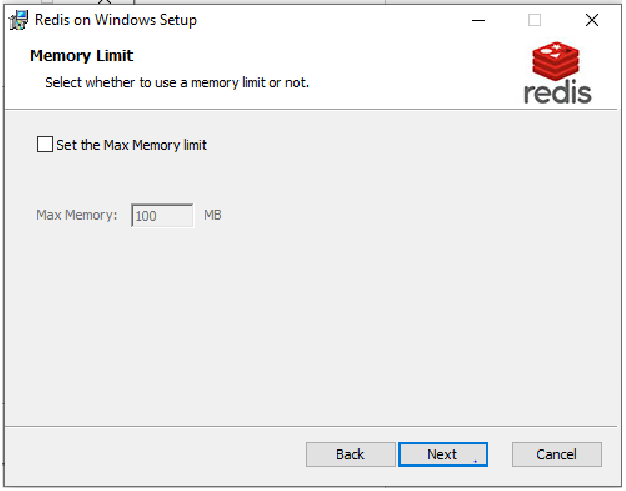 Redis on Windows Setup
Memory Limit
Select whether to use a memory limit or not.
redis
Set the Max Memory limit
Max Memory: 100 MB
Back Next Cancel